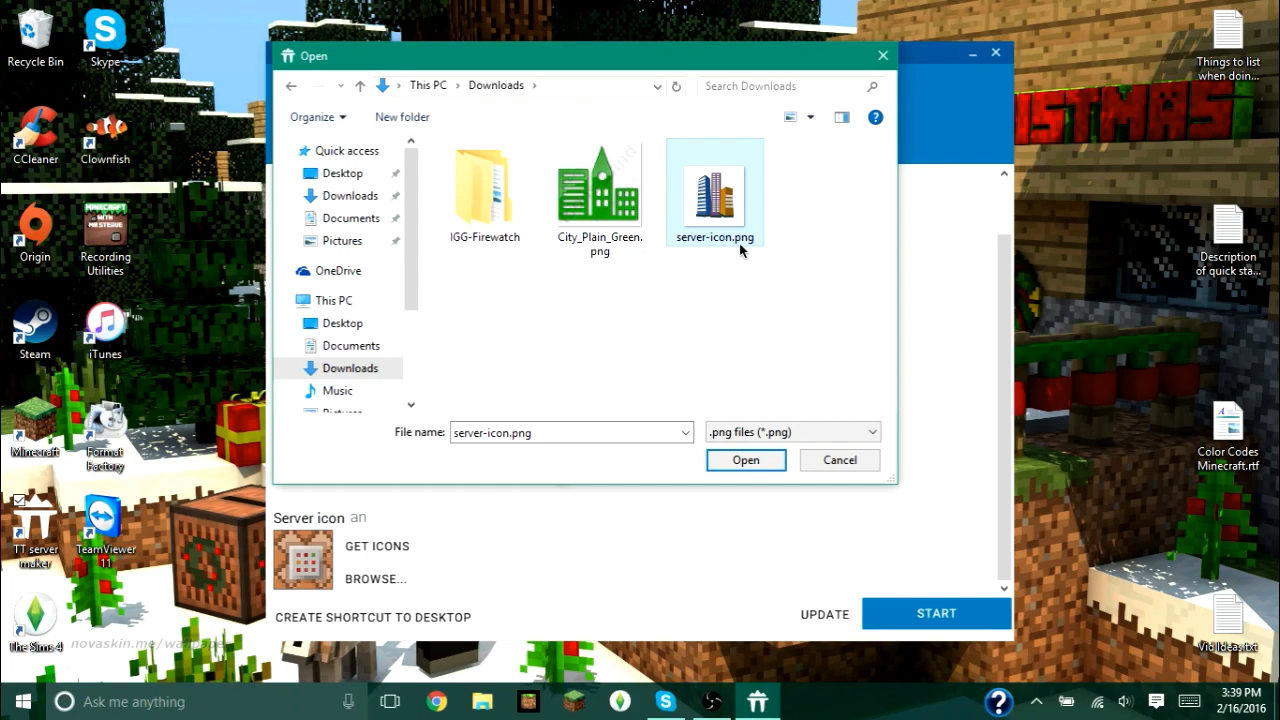 Recycle Bin
Skype
CCleaner
Clownfish
Origin
MINECRAFT
Recording
Utilities
Steam
iTunes
Minecraft
Format
Factory
TT server
maker
TeamViewer
11
The Sims 4
novaskin.me/wallpape
Open
This PC
Downloads
Search Downloads
Organize
New folder
?
Quick access
Desktop
Downloads
Documents
Pictures
OneDrive
This PC
Desktop
Documents
Downloads
Music
Pictures
IGG-Firewatch
City_Plain_Green.
png
server-icon.png
File name:
server-icon.png
.png files (*.png)
Open
Cancel
Server icon an
GET ICONS
BROWSE...
CREATE SHORTCUT TO DESKTOP
UPDATE
START
Things to list
when doin...
Description
of quick sta...
Color Codes
Minecraft.rtf
Vid Ideas.txt
Ask me anything
?
3:39 PM
2/16/2016